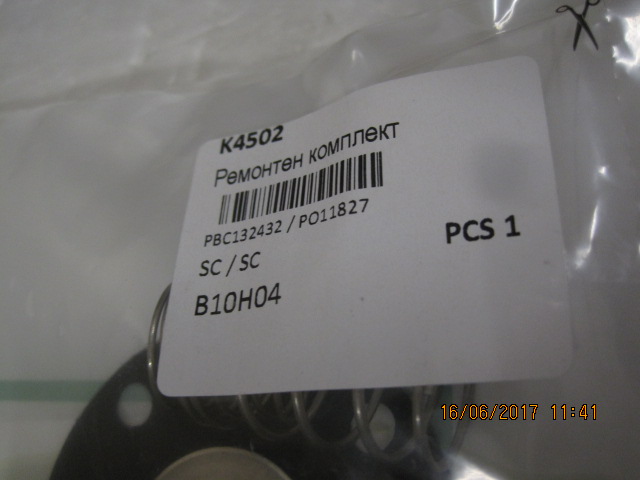 K4502
Ремонтен комплект
PBC132432 / PO11827
SC / SC
PCS 1
B10H04
16/06/2017 11:41